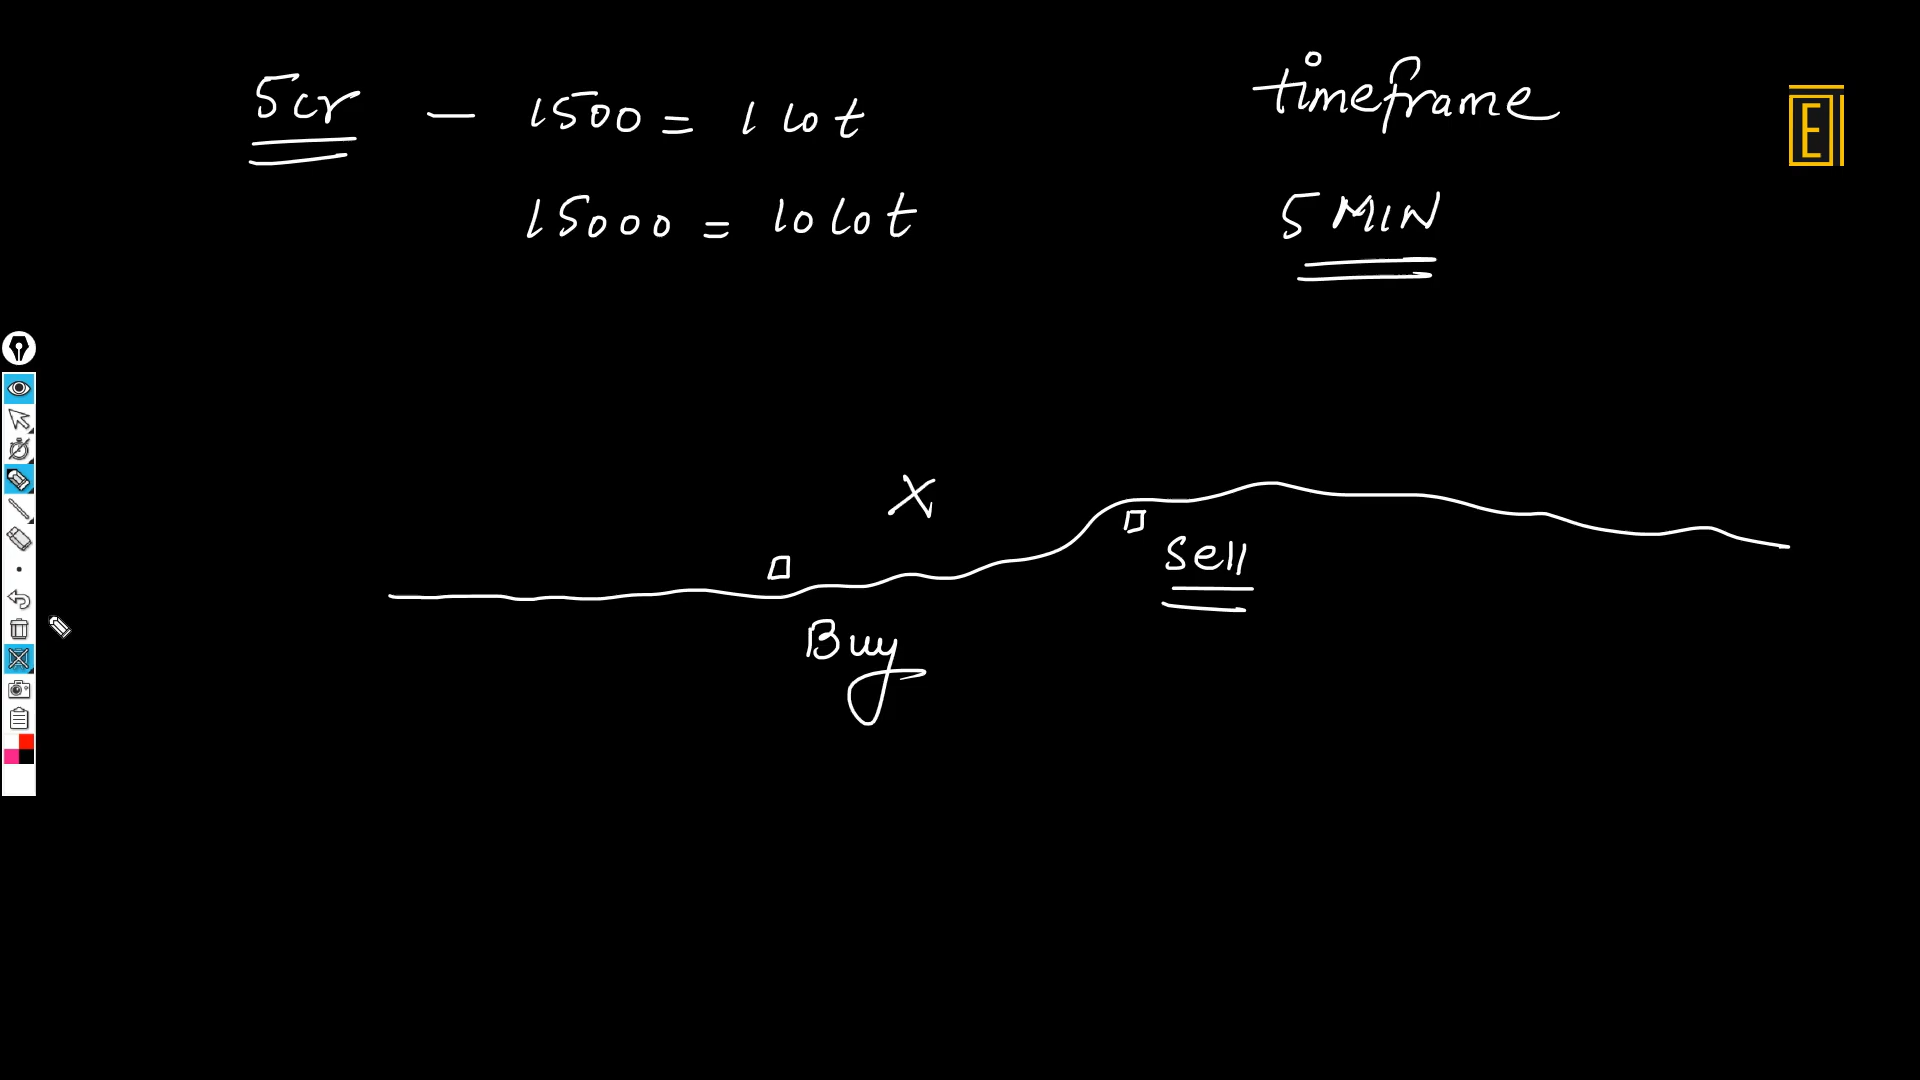 5cr — 1500 = 1 lot
timeframe
15000 = 10 lot
5 MIN
X
Sell
Buy
E